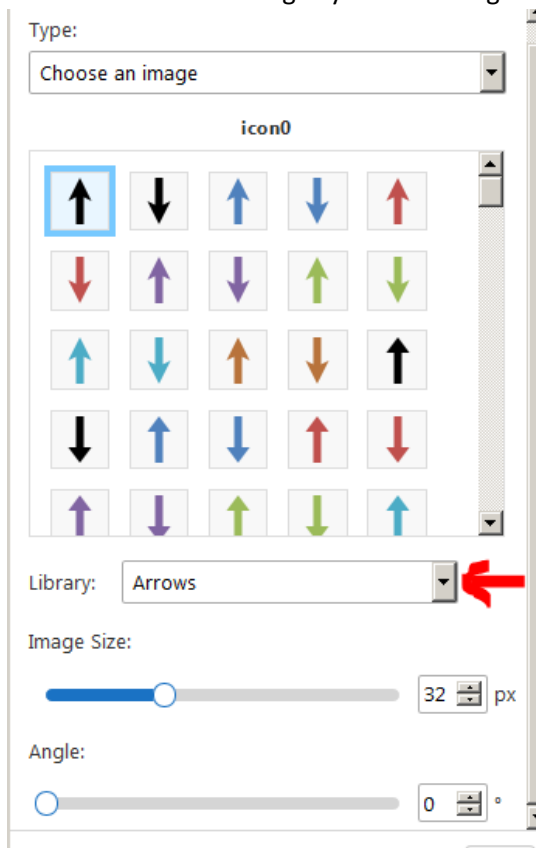 Type:
Choose an image
icon0
Library: Arrows
Image Size:
32 px
Angle:
0 °